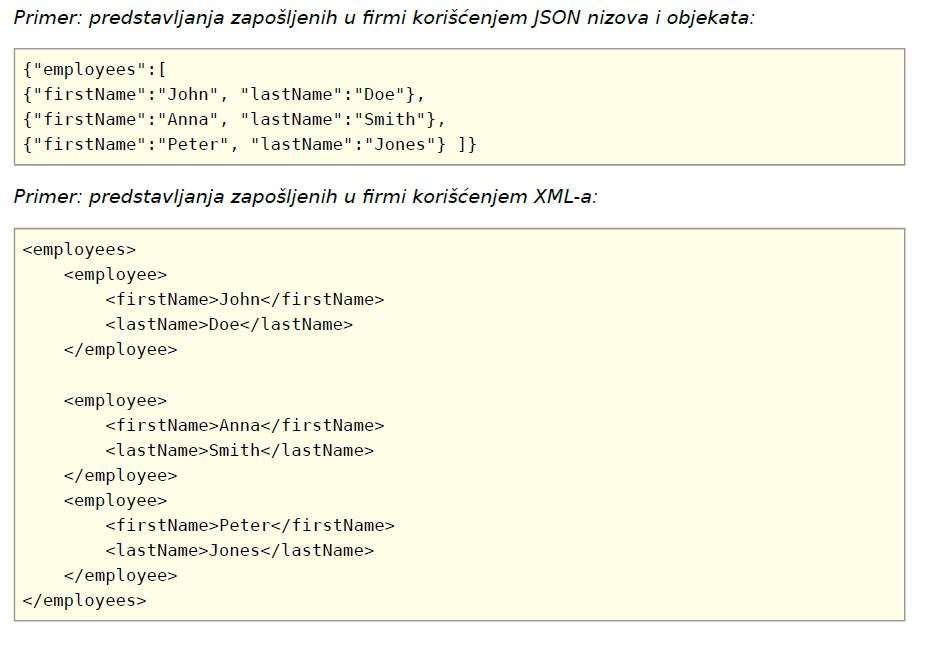 Primer: predstavljanja zapošljenih u firmi korišćenjem JSON nizova i objekata:
{"employees":[
{"firstName":"John", "lastName":"Doe"},
{"firstName":"Anna", "lastName":"Smith"},
{"firstName":"Peter", "lastName":"Jones"} ]}
Primer: predstavljanja zapošljenih u firmi korišćenjem XML-a:
<employees>
    <employee>
        <firstName>John</firstName>
        <lastName>Doe</lastName>
    </employee>
    <employee>
        <firstName>Anna</firstName>
        <lastName>Smith</lastName>
    </employee>
    <employee>
        <firstName>Peter</firstName>
        <lastName>Jones</lastName>
    </employee>
</employees>